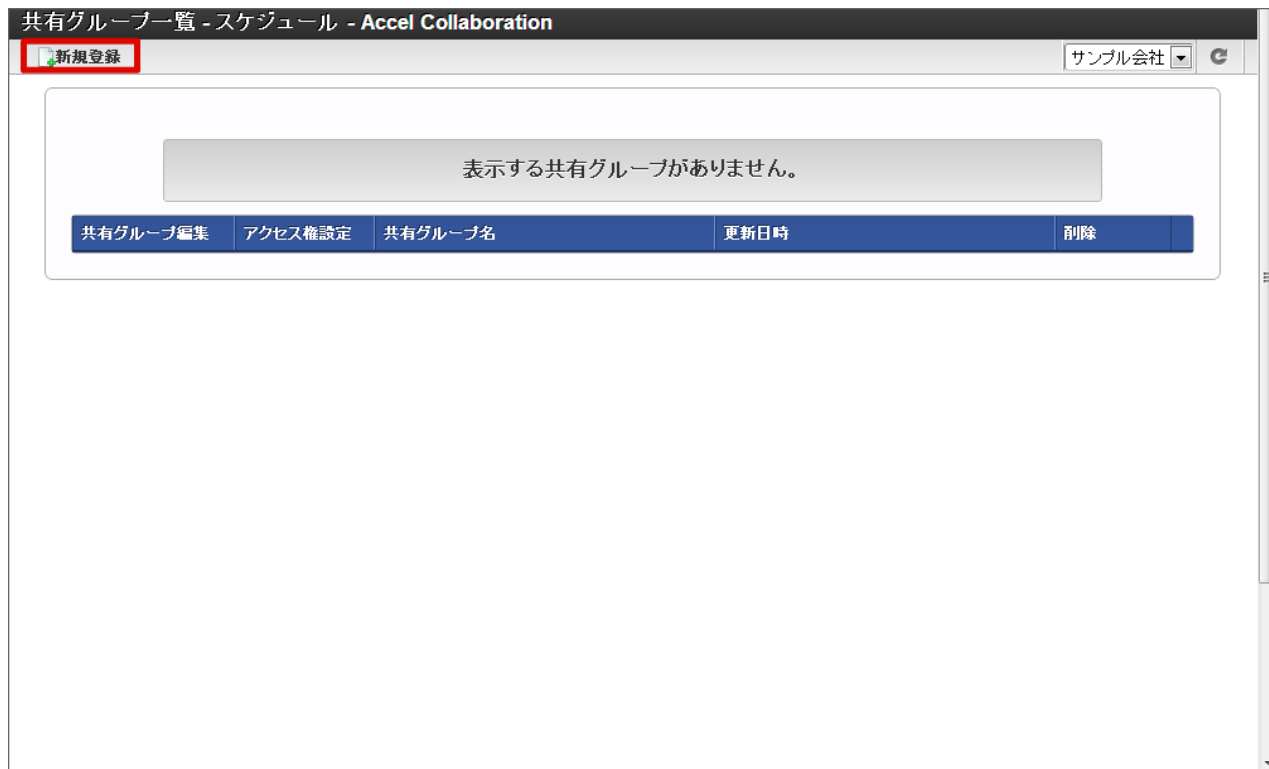 共有グループ一覧 - スケジュール - Accel Collaboration
新規登録 サンプル会社
表示する共有グループがありません。
共有グループ編集 アクセス権設定 共有グループ名 更新日時 削除